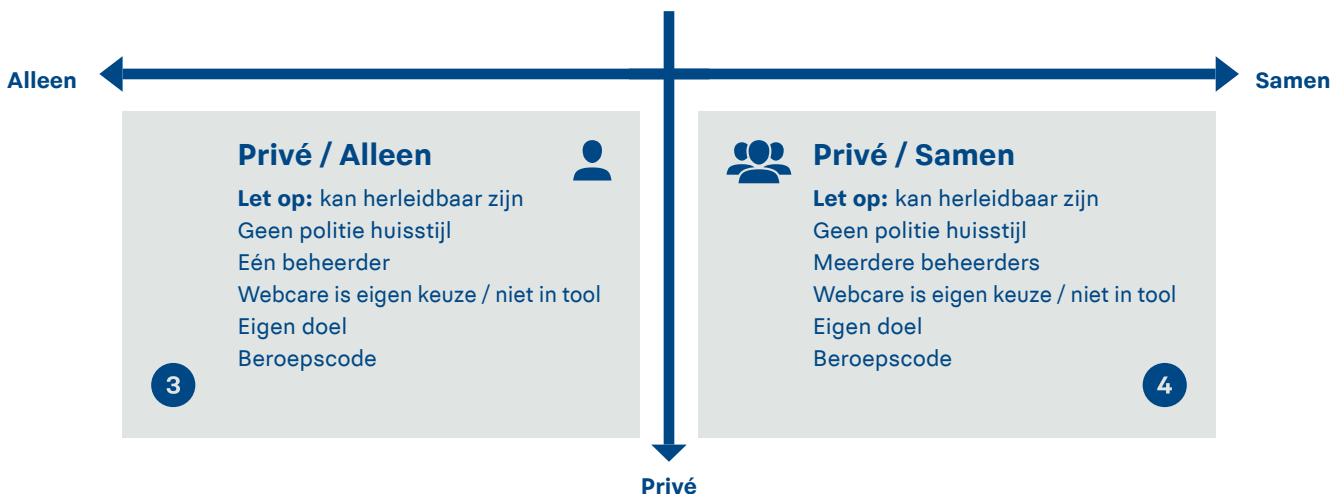 Alleen
Samen
Privé / Alleen
Let op: kan herleidbaar zijn
Geen politie huisstijl
Eén beheerder
Webcare is eigen keuze / niet in tool
Eigen doel
Beroepscode
3
Privé / Samen
Let op: kan herleidbaar zijn
Geen politie huisstijl
Meerdere beheerders
Webcare is eigen keuze / niet in tool
Eigen doel
Beroepscode
4
Privé